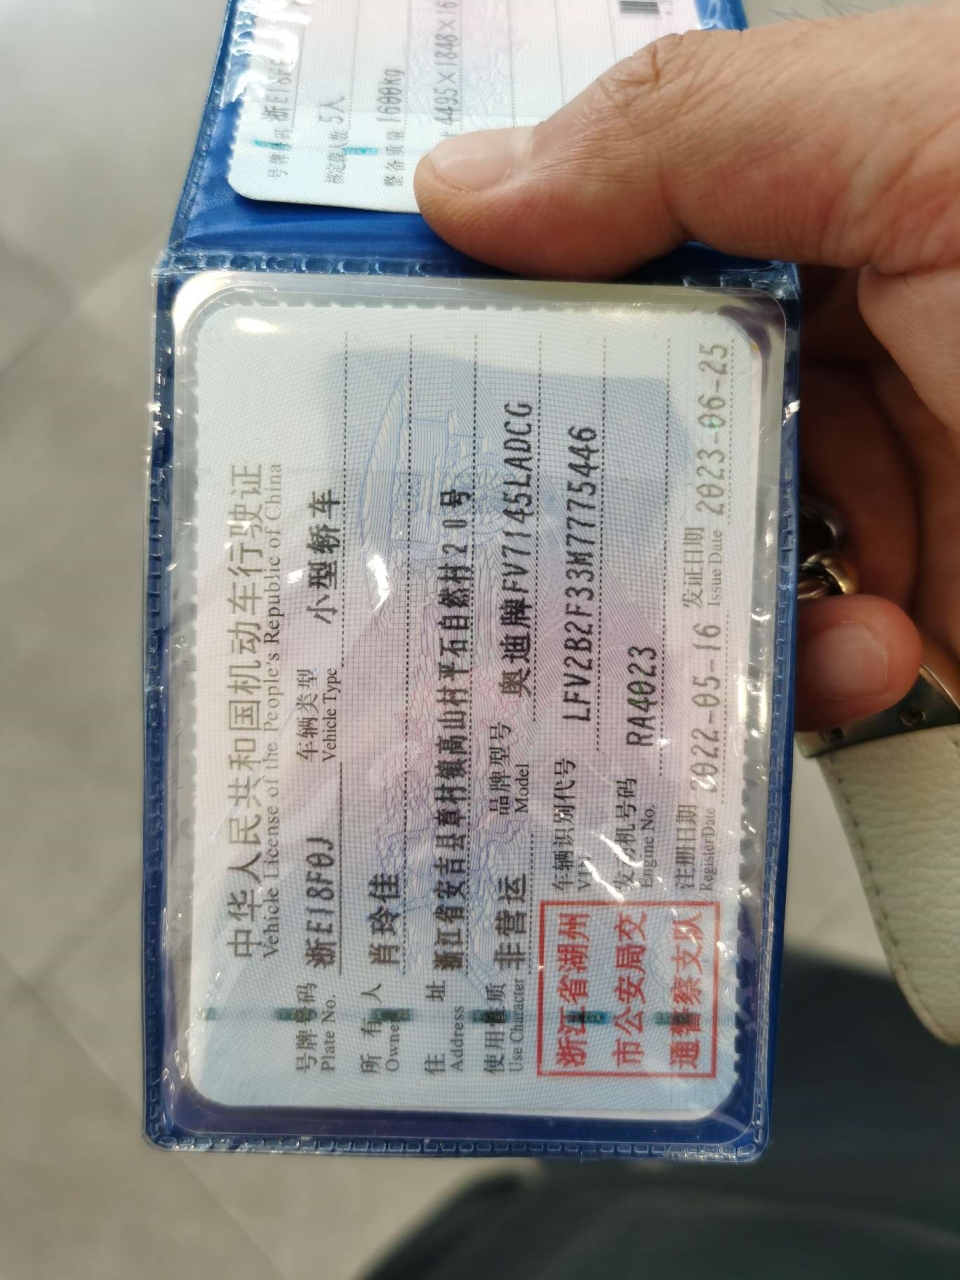 中华人民共和国机动车行驶证
Vehicle License of the People's Republic of China
号牌号码 浙E18F0J 车辆类型 小型轿车
Plate No. Vehicle Type
所有人 肖玲佳
Owner
住址 浙江省安吉县章村镇高山村平石自然村20号
Address
使用性质 非营运 品牌型号 奥迪牌FV7145LADCG
Use Character Model
浙江省湖州
市公安局交
通警察支队
车辆识别代号 LFV2B2F33M7775446
VIN
发动机号码 RA4023
Engine No.
注册日期 2022-05-16 发证日期 2023-06-25
Register Date Issue Date
号牌号码
核定载人数 5人
整备质量 1600kg
4495×1848×16